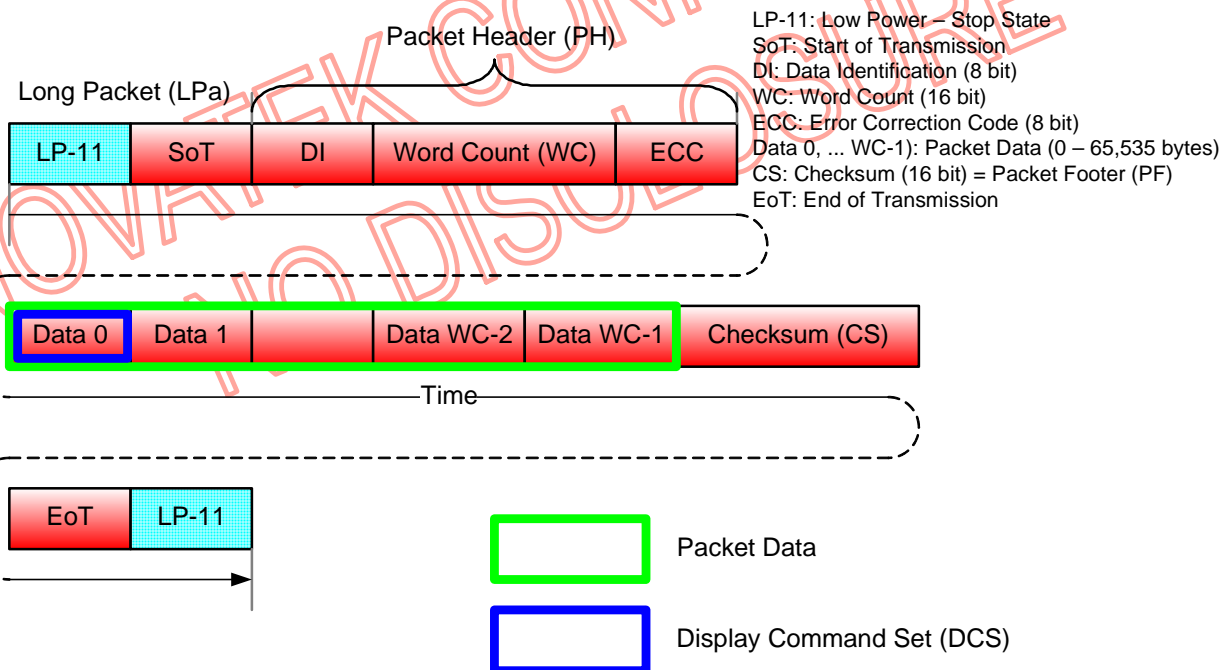 Packet Header (PH)
LP-11: Low Power – Stop State
SoT: Start of Transmission
DI: Data Identification (8 bit)
WC: Word Count (16 bit)
ECC: Error Correction Code (8 bit)
Data 0, ... WC-1): Packet Data (0 – 65,535 bytes)
CS: Checksum (16 bit) = Packet Footer (PF)
EoT: End of Transmission
Long Packet (LPa)
LP-11 SoT DI Word Count (WC) ECC
Data 0 Data 1 Data WC-2 Data WC-1 Checksum (CS)
Time
EoT LP-11
Packet Data
Display Command Set (DCS)
NO DISCLOSURE